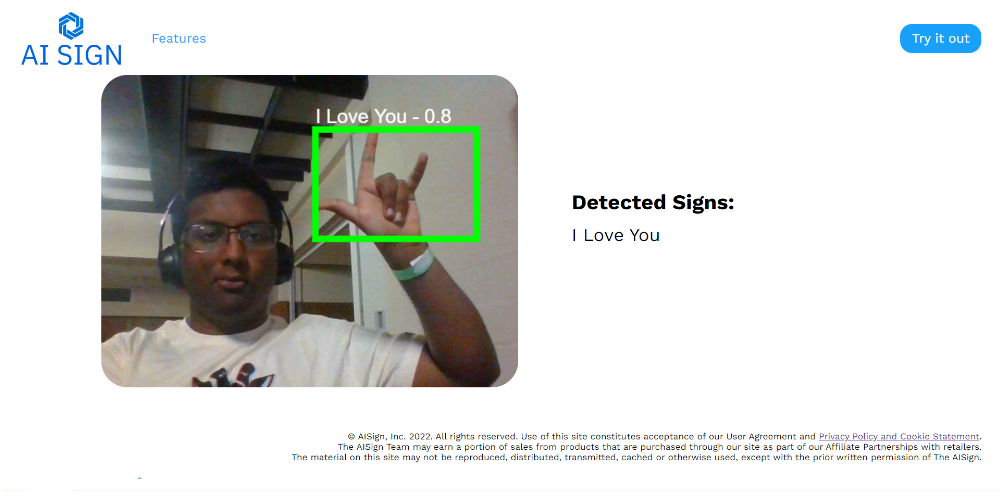 AI SIGN
Features
Try it out
I Love You - 0.8
Detected Signs:
I Love You
© AISign, Inc. 2022. All rights reserved. Use of this site constitutes acceptance of our User Agreement and Privacy Policy and Cookie Statement.
The AISign Team may earn a portion of sales from products that are purchased through our site as part of our Affiliate Partnerships with retailers.
The material on this site may not be reproduced, distributed, transmitted, cached or otherwise used, except with the prior written permission of The AISign.